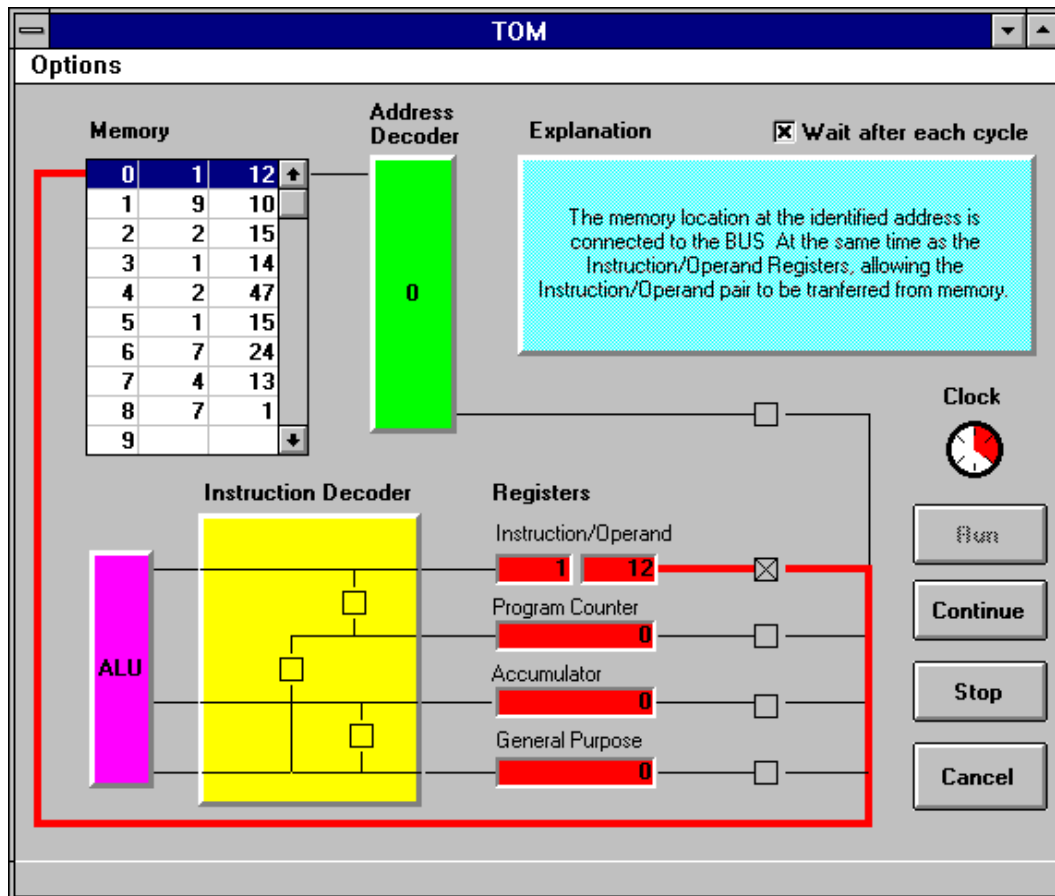 TOM
Options
Memory
Address
Decoder
Explanation
Wait after each cycle
0 1 12
1 9 10
2 2 15
3 1 14
4 2 47
5 1 15
6 7 24
7 4 13
8 7 1
9
0
The memory location at the identified address is
connected to the BUS At the same time as the
Instruction/Operand Registers, allowing the
Instruction/Operand pair to be tranferred from memory.
Clock
Instruction Decoder
Registers
Instruction/Operand
1 12
Program Counter
0
Accumulator
0
General Purpose
0
ALU
Run
Continue
Stop
Cancel